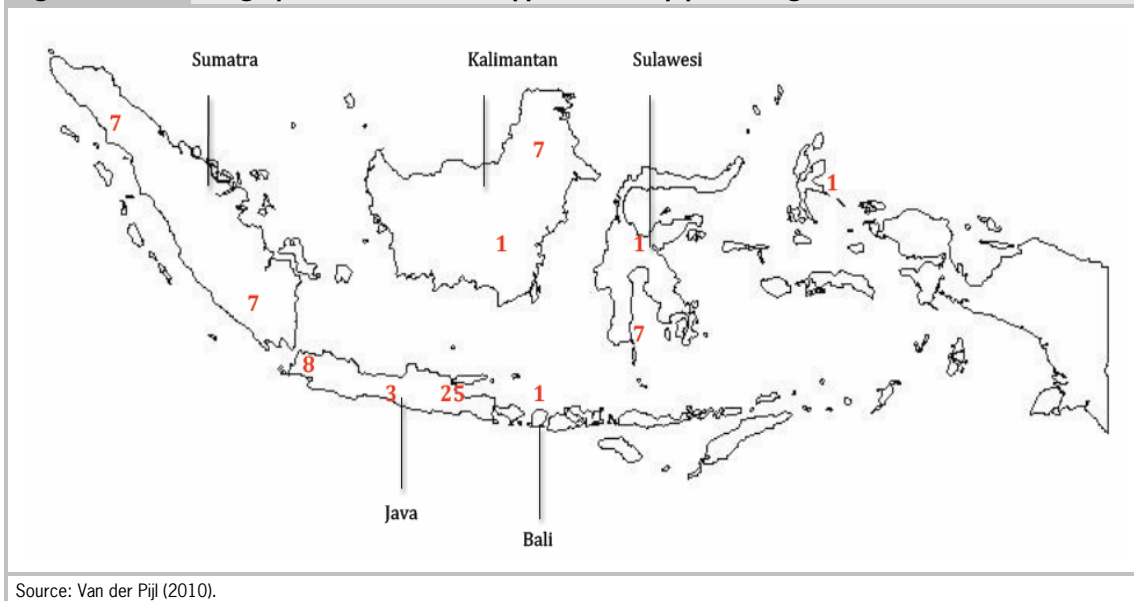 Sumatra
Kalimantan
Sulawesi
7
7
1
1
1
7
7
8
3
25
1
Java
Bali
Source: Van der Pijl (2010).